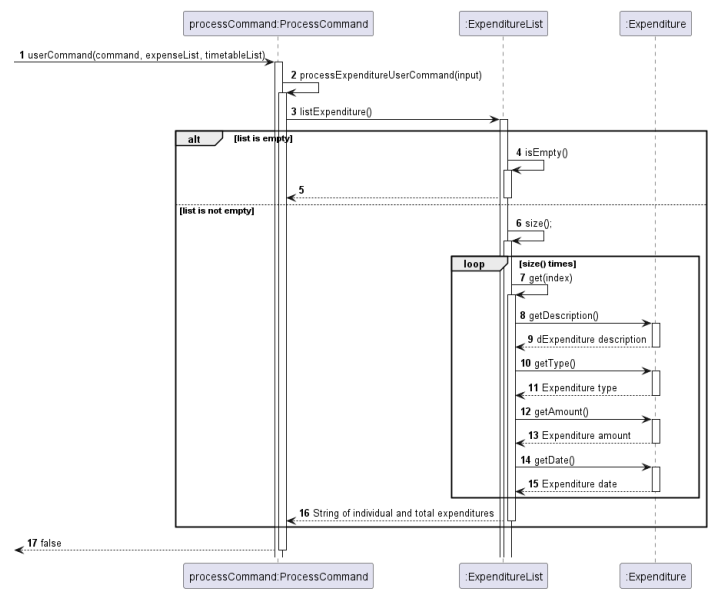 processCommand:ProcessCommand
:ExpenditureList
:Expenditure
1 userCommand(command, expenseList, timetableList)
2 processExpenditureUserCommand(input)
3 listExpenditure()
alt [list is empty]
4 isEmpty()
5
[list is not empty]
6 size();
loop [size() times]
7 get(index)
8 getDescription()
9 dExpenditure description
10 getType()
11 Expenditure type
12 getAmount()
13 Expenditure amount
14 getDate()
15 Expenditure date
16 String of individual and total expenditures
17 false
processCommand:ProcessCommand
:ExpenditureList
:Expenditure